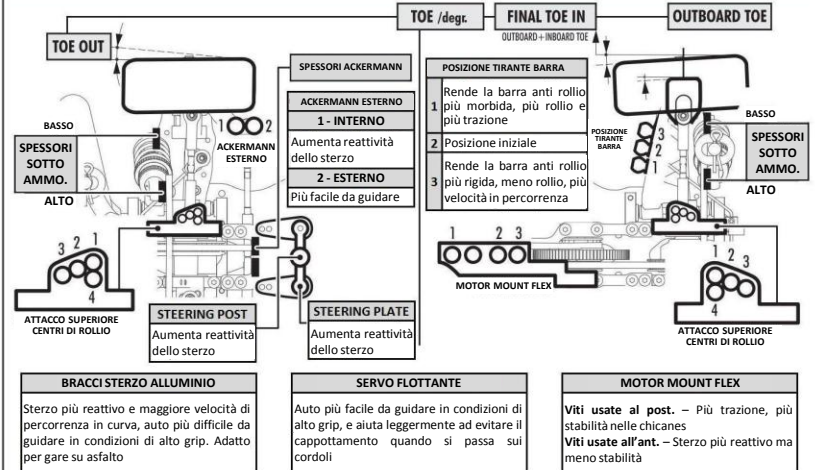 TOE /degr.
FINAL TOE IN
OUTBOARD TOE
OUTBOARD + INBOARD TOE
TOE OUT
SPESSORI ACKERMANN
ACKERMANN ESTERNO
1 - INTERNO
Aumenta reattività
dello sterzo
2 - ESTERNO
Più facile da guidare
POSIZIONE TIRANTE BARRA
1
Rende la barra anti rollio
più morbida, più rollio e
più trazione
2 Posizione iniziale
3
Rende la barra anti rollio
più rigida, meno rollio, più
velocità in percorrenza
BASSO
SPESSORI
SOTTO
AMMO.
ALTO
1 2
ACKERMANN
ESTERNO
POSIZIONE
TIRANTE
BARRA
3
2
1
BASSO
SPESSORI
SOTTO
AMMO.
ALTO
3 2 1
4
ATTACCO SUPERIORE
CENTRI DI ROLLIO
STEERING POST
Aumenta reattività
dello sterzo
STEERING PLATE
Aumenta reattività
dello sterzo
1 2 3
MOTOR MOUNT FLEX
1 2 3
4
ATTACCO SUPERIORE
CENTRI DI ROLLIO
BRACCI STERZO ALLUMINIO
Sterzo più reattivo e maggiore velocità di
percorrenza in curva, auto più difficile da
guidare in condizioni di alto grip. Adatto
per gare su asfalto
SERVO FLOTTANTE
Auto più facile da guidare in condizioni di
alto grip, e aiuta leggermente ad evitare il
cappottamento quando si passa sui
cordoli
MOTOR MOUNT FLEX
Viti usate al post. – Più trazione, più
stabilità nelle chicanes
Viti usate all'ant. – Sterzo più reattivo ma
meno stabilità